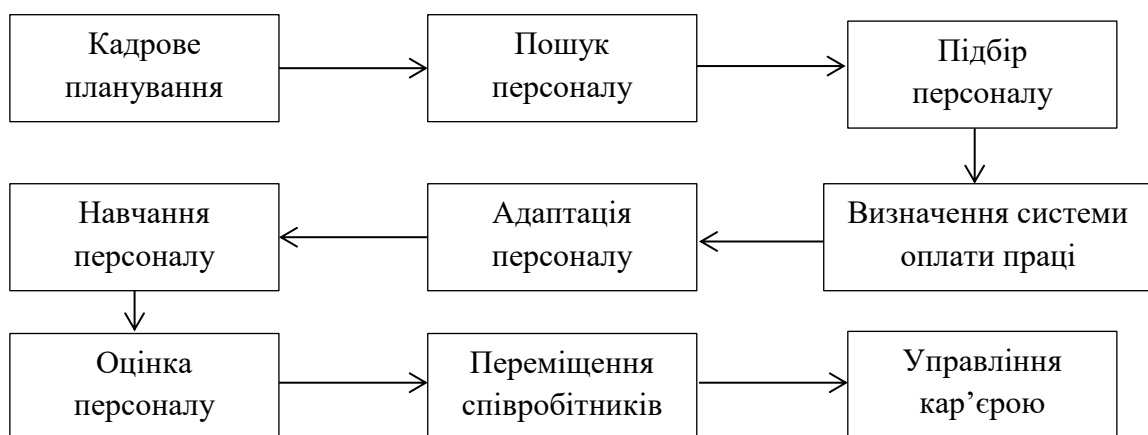 Кадрове
планування
Пошук
персоналу
Підбір
персоналу
Визначення системи
оплати праці
Адаптація
персоналу
Навчання
персоналу
Оцінка
персоналу
Переміщення
співробітників
Управління
кар’єрою